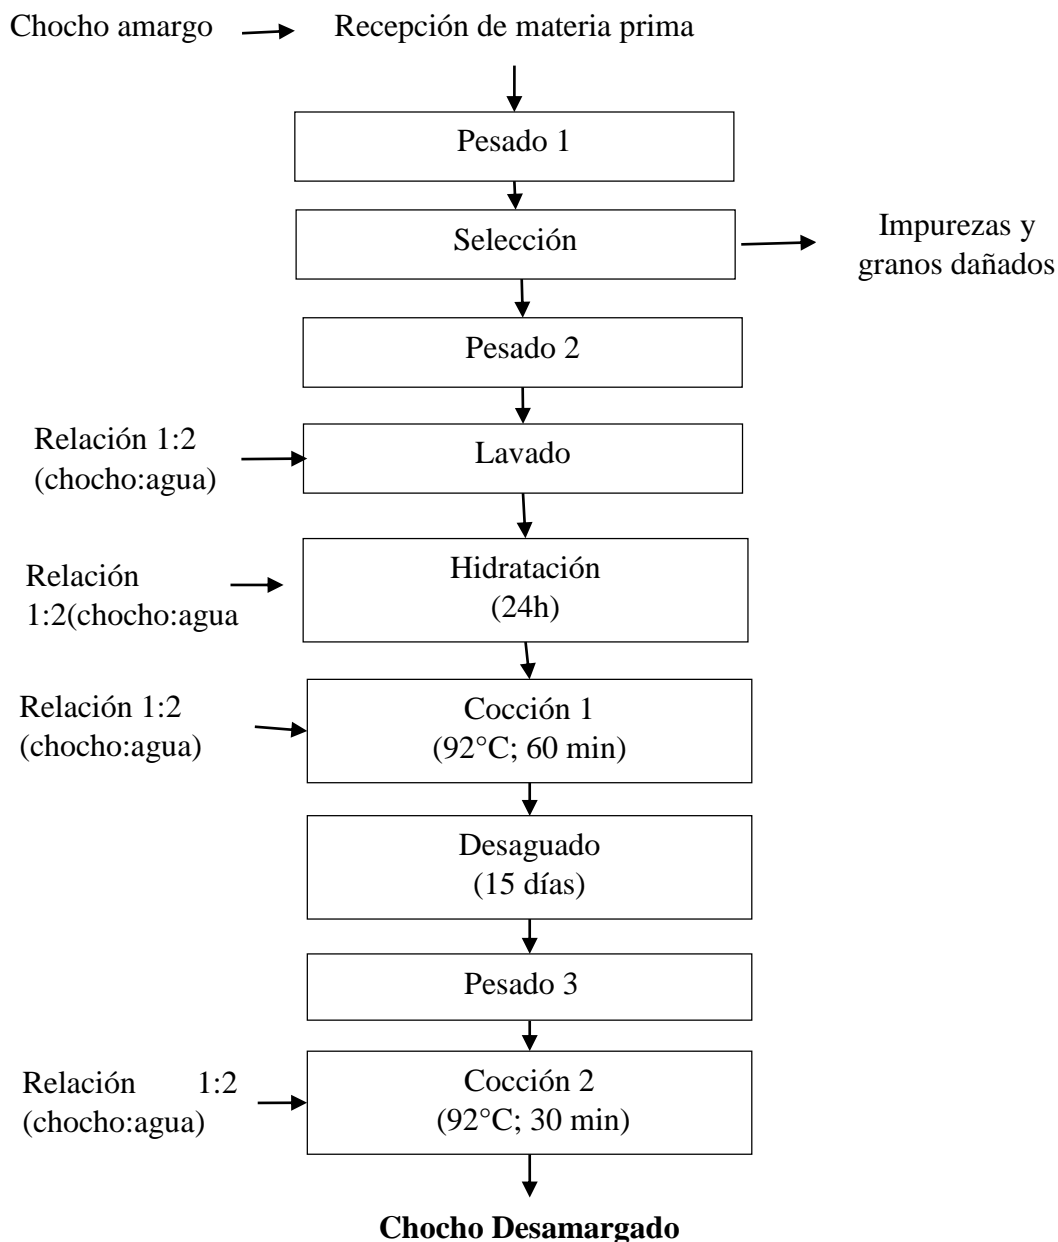 Chocho amargo
Recepción de materia prima
Pesado 1
Selección
Impurezas y
granos dañados
Pesado 2
Relación 1:2
(chocho:agua)
Lavado
Relación
1:2(chocho:agua
Hidratación
(24h)
Relación 1:2
(chocho:agua)
Cocción 1
(92°C; 60 min)
Desaguado
(15 días)
Pesado 3
Relación 1:2
(chocho:agua)
Cocción 2
(92°C; 30 min)
Chocho Desamargado